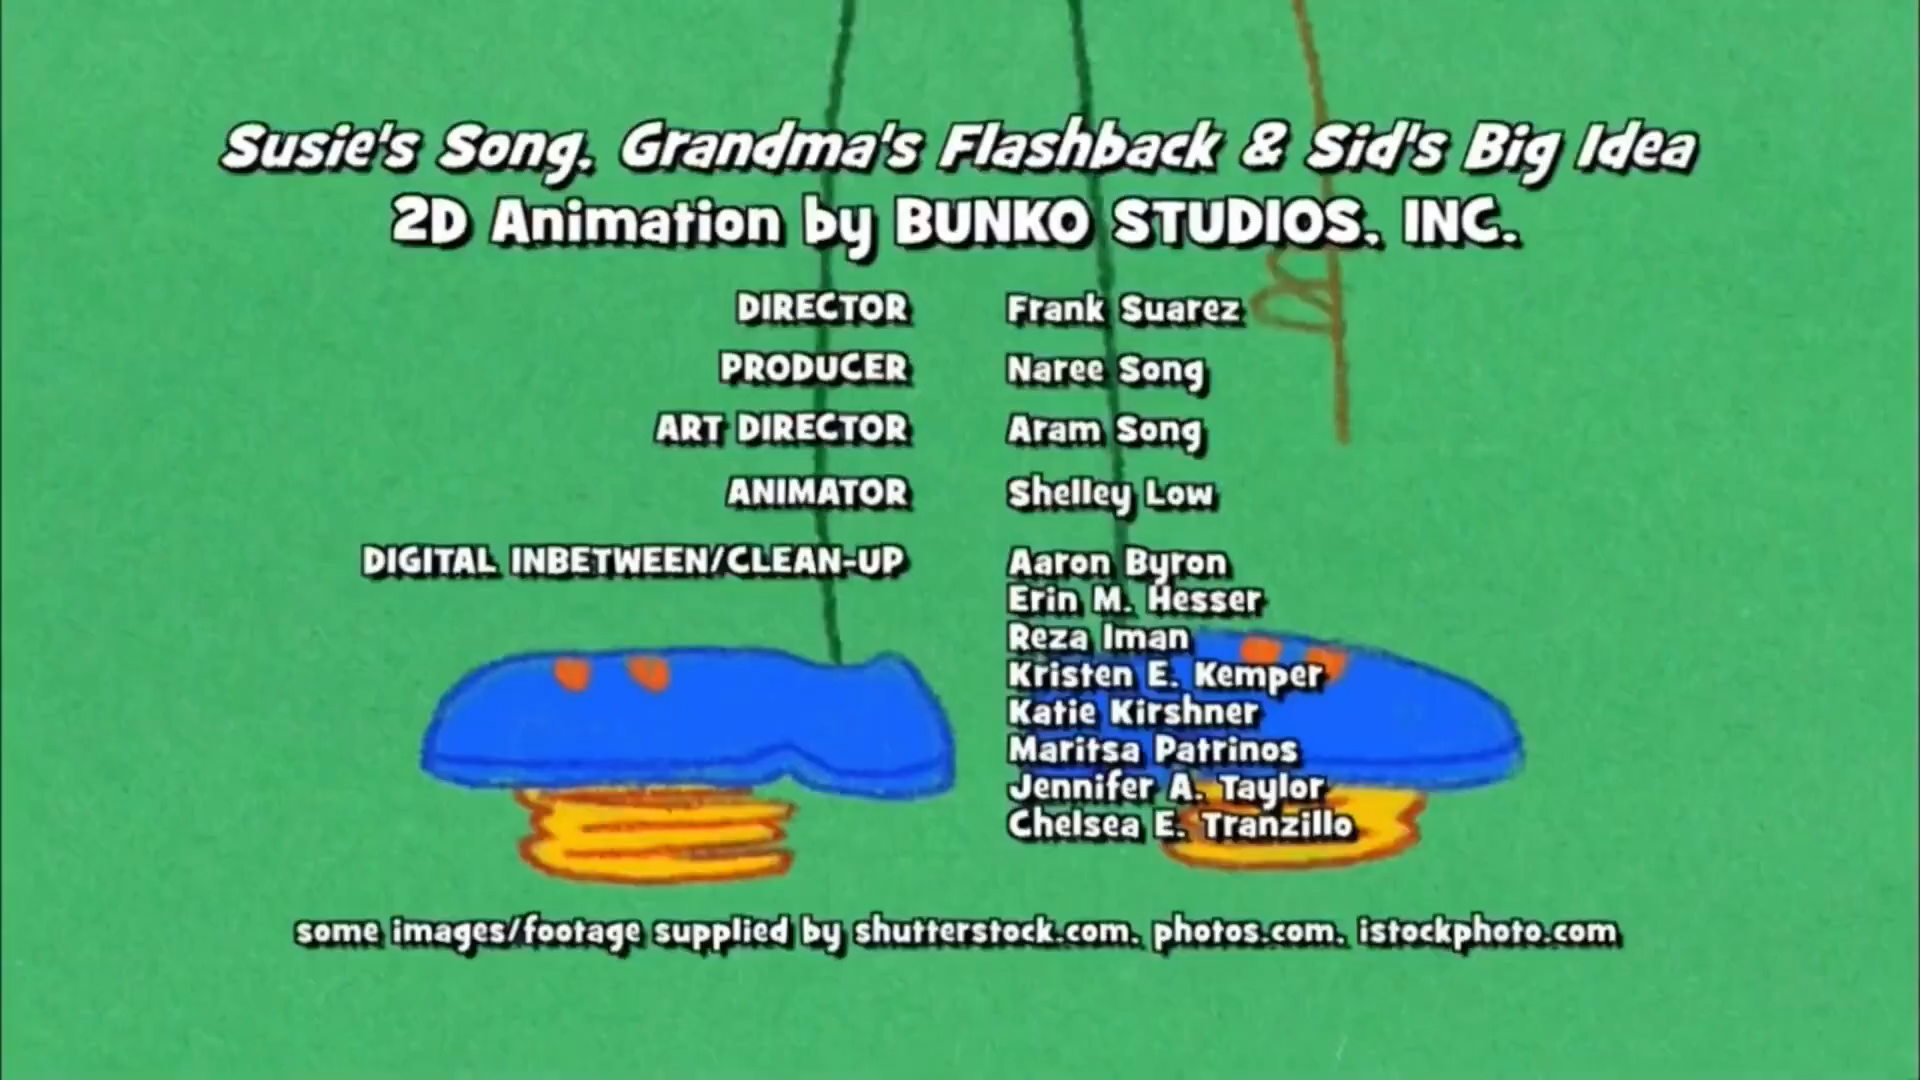 Susie's Song, Grandma's Flashback & Sid's Big Idea
2D Animation by BUNKO STUDIOS, INC.
DIRECTOR Frank Suarez
PRODUCER Naree Song
ART DIRECTOR Aram Song
ANIMATOR Shelley Low
DIGITAL INBETWEEN/CLEAN-UP Aaron Byron
Erin M. Hesser
Reza Iman
Kristen E. Kemper
Katie Kirshner
Maritsa Patrinos
Jennifer A. Taylor
Chelsea E. Tranzillo
some images/footage supplied by shutterstock.com, photos.com, istockphoto.com